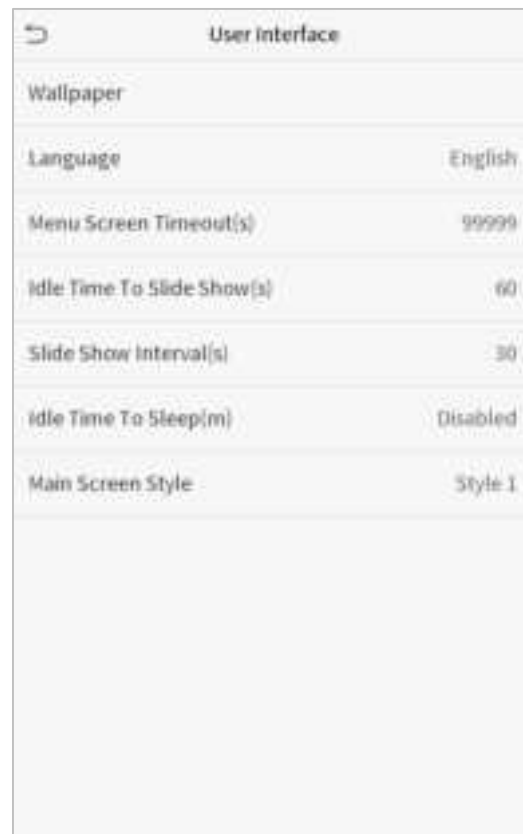 User Interface
Wallpaper
Language English
Menu Screen Timeout(s) 99999
Idle Time To Slide Show(s) 60
Slide Show Interval(s) 30
Idle Time To Sleep(m) Disabled
Main Screen Style Style 1